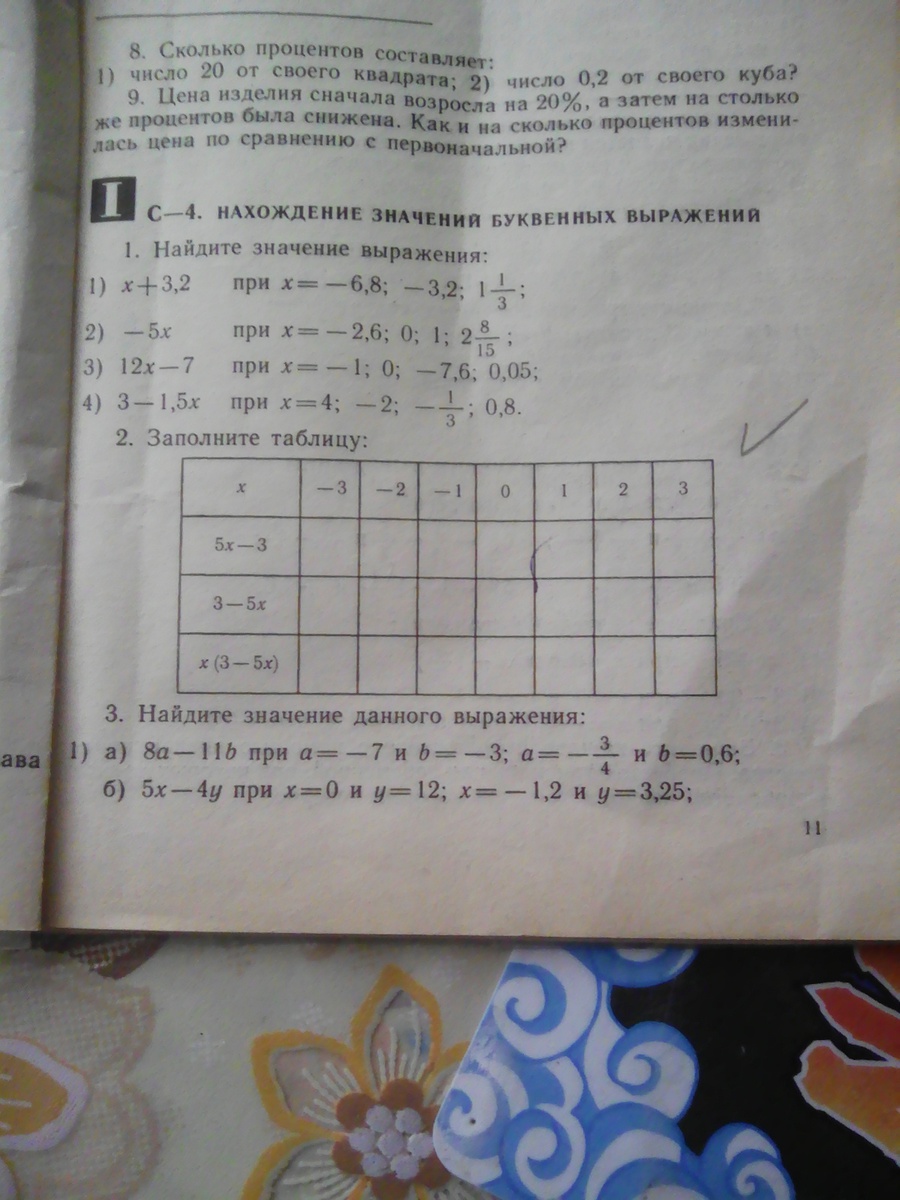 8. Сколько процентов составляет:
1) число 20 от своего квадрата; 2) число 0,2 от своего куба?
9. Цена изделия сначала возросла на 20%, а затем на столько
же процентов была снижена. Как и на сколько процентов измени-
лась цена по сравнению с первоначальной?
I С—4. НАХОЖДЕНИЕ ЗНАЧЕНИЙ БУКВЕННЫХ ВЫРАЖЕНИЙ
1. Найдите значение выражения:
1) x+3,2 при x=−6,8; −3,2; 1 1/3;
2) −5x при x=−2,6; 0; 1; 2 8/15;
3) 12x−7 при x=−1; 0; −7,6; 0,05;
4) 3−1,5x при x=4; −2; −1/3; 0,8.
2. Заполните таблицу:
x −3 −2 −1 0 1 2 3
5x−3
3−5x
x(3−5x)
3. Найдите значение данного выражения:
ава
1) а) 8a−11b при a=−7 и b=−3; a=−3/4 и b=0,6;
б) 5x−4y при x=0 и y=12; x=−1,2 и y=3,25;
11